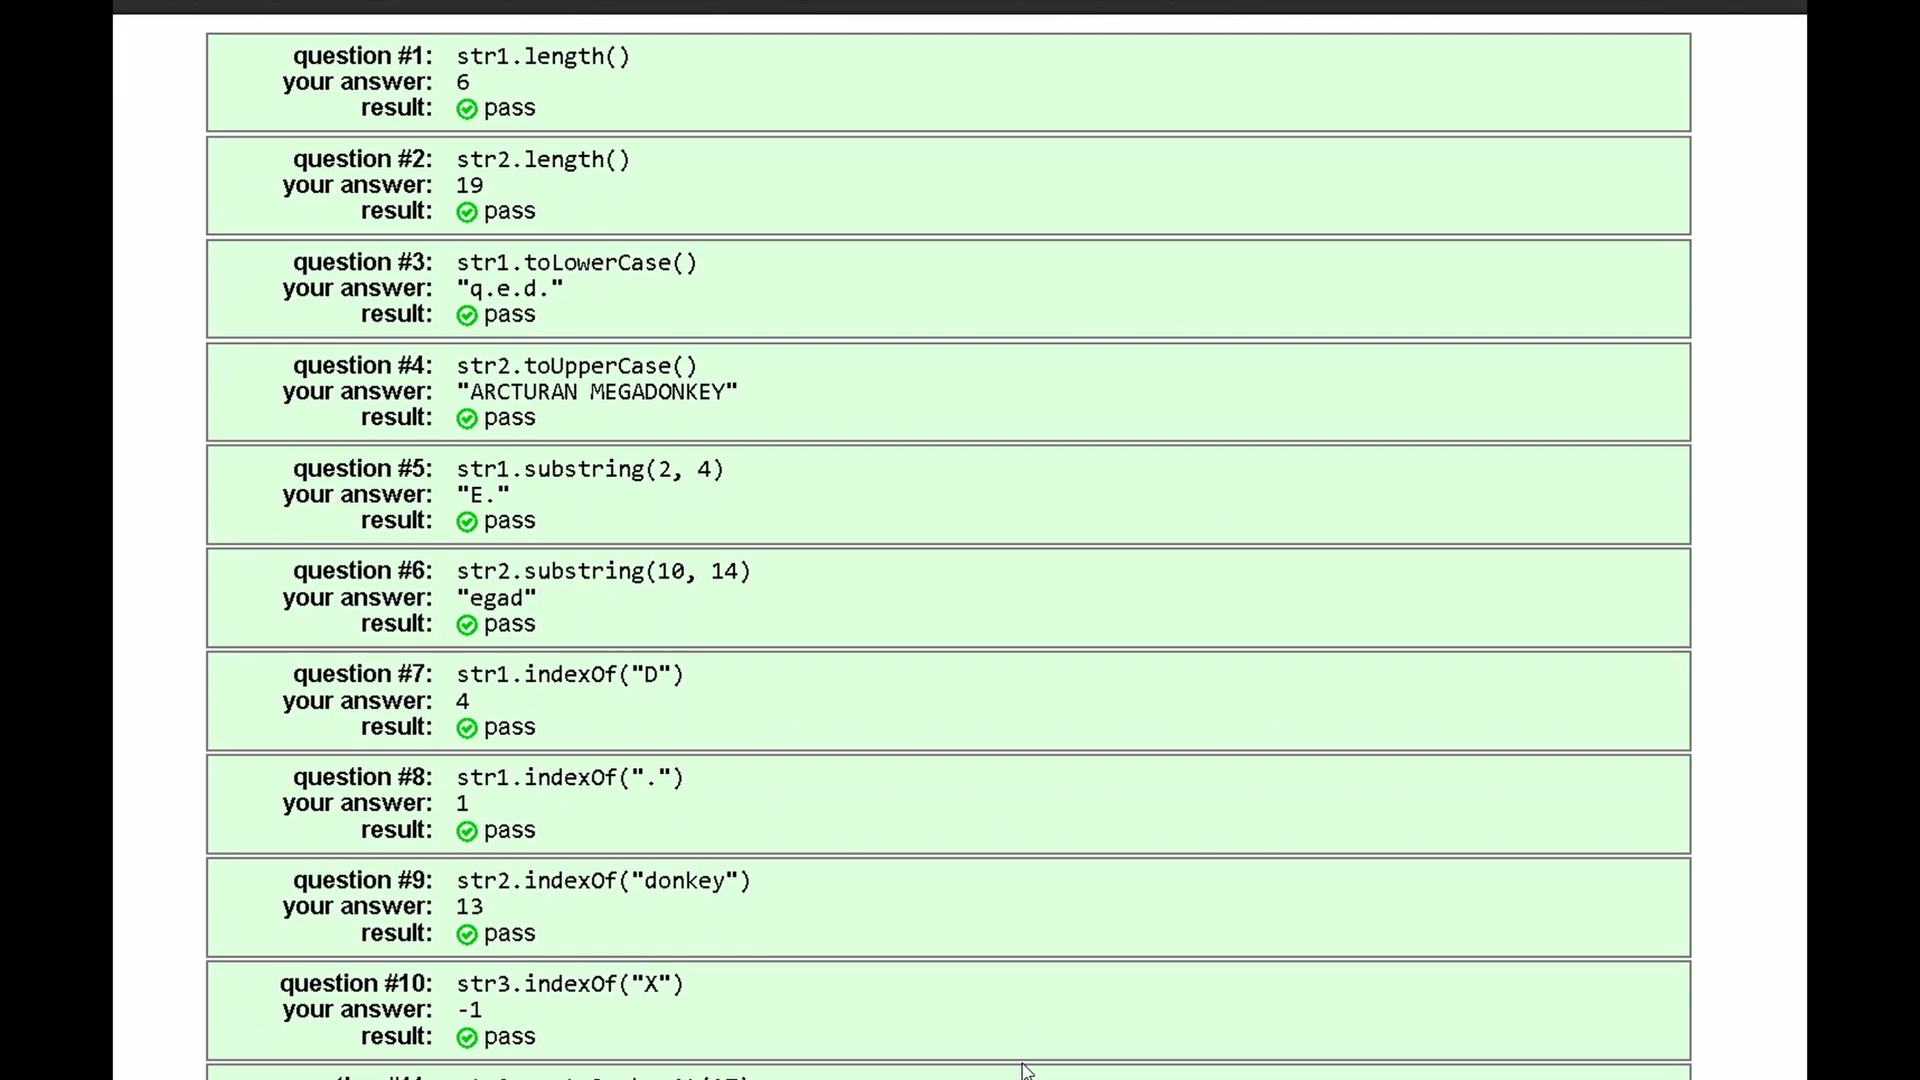 question #1: str1.length()
your answer: 6
result: pass
question #2: str2.length()
your answer: 19
result: pass
question #3: str1.toLowerCase()
your answer: "q.e.d."
result: pass
question #4: str2.toUpperCase()
your answer: "ARCTURAN MEGADONKEY"
result: pass
question #5: str1.substring(2, 4)
your answer: "E."
result: pass
question #6: str2.substring(10, 14)
your answer: "egad"
result: pass
question #7: str1.indexOf("D")
your answer: 4
result: pass
question #8: str1.indexOf(".")
your answer: 1
result: pass
question #9: str2.indexOf("donkey")
your answer: 13
result: pass
question #10: str3.indexOf("X")
your answer: -1
result: pass